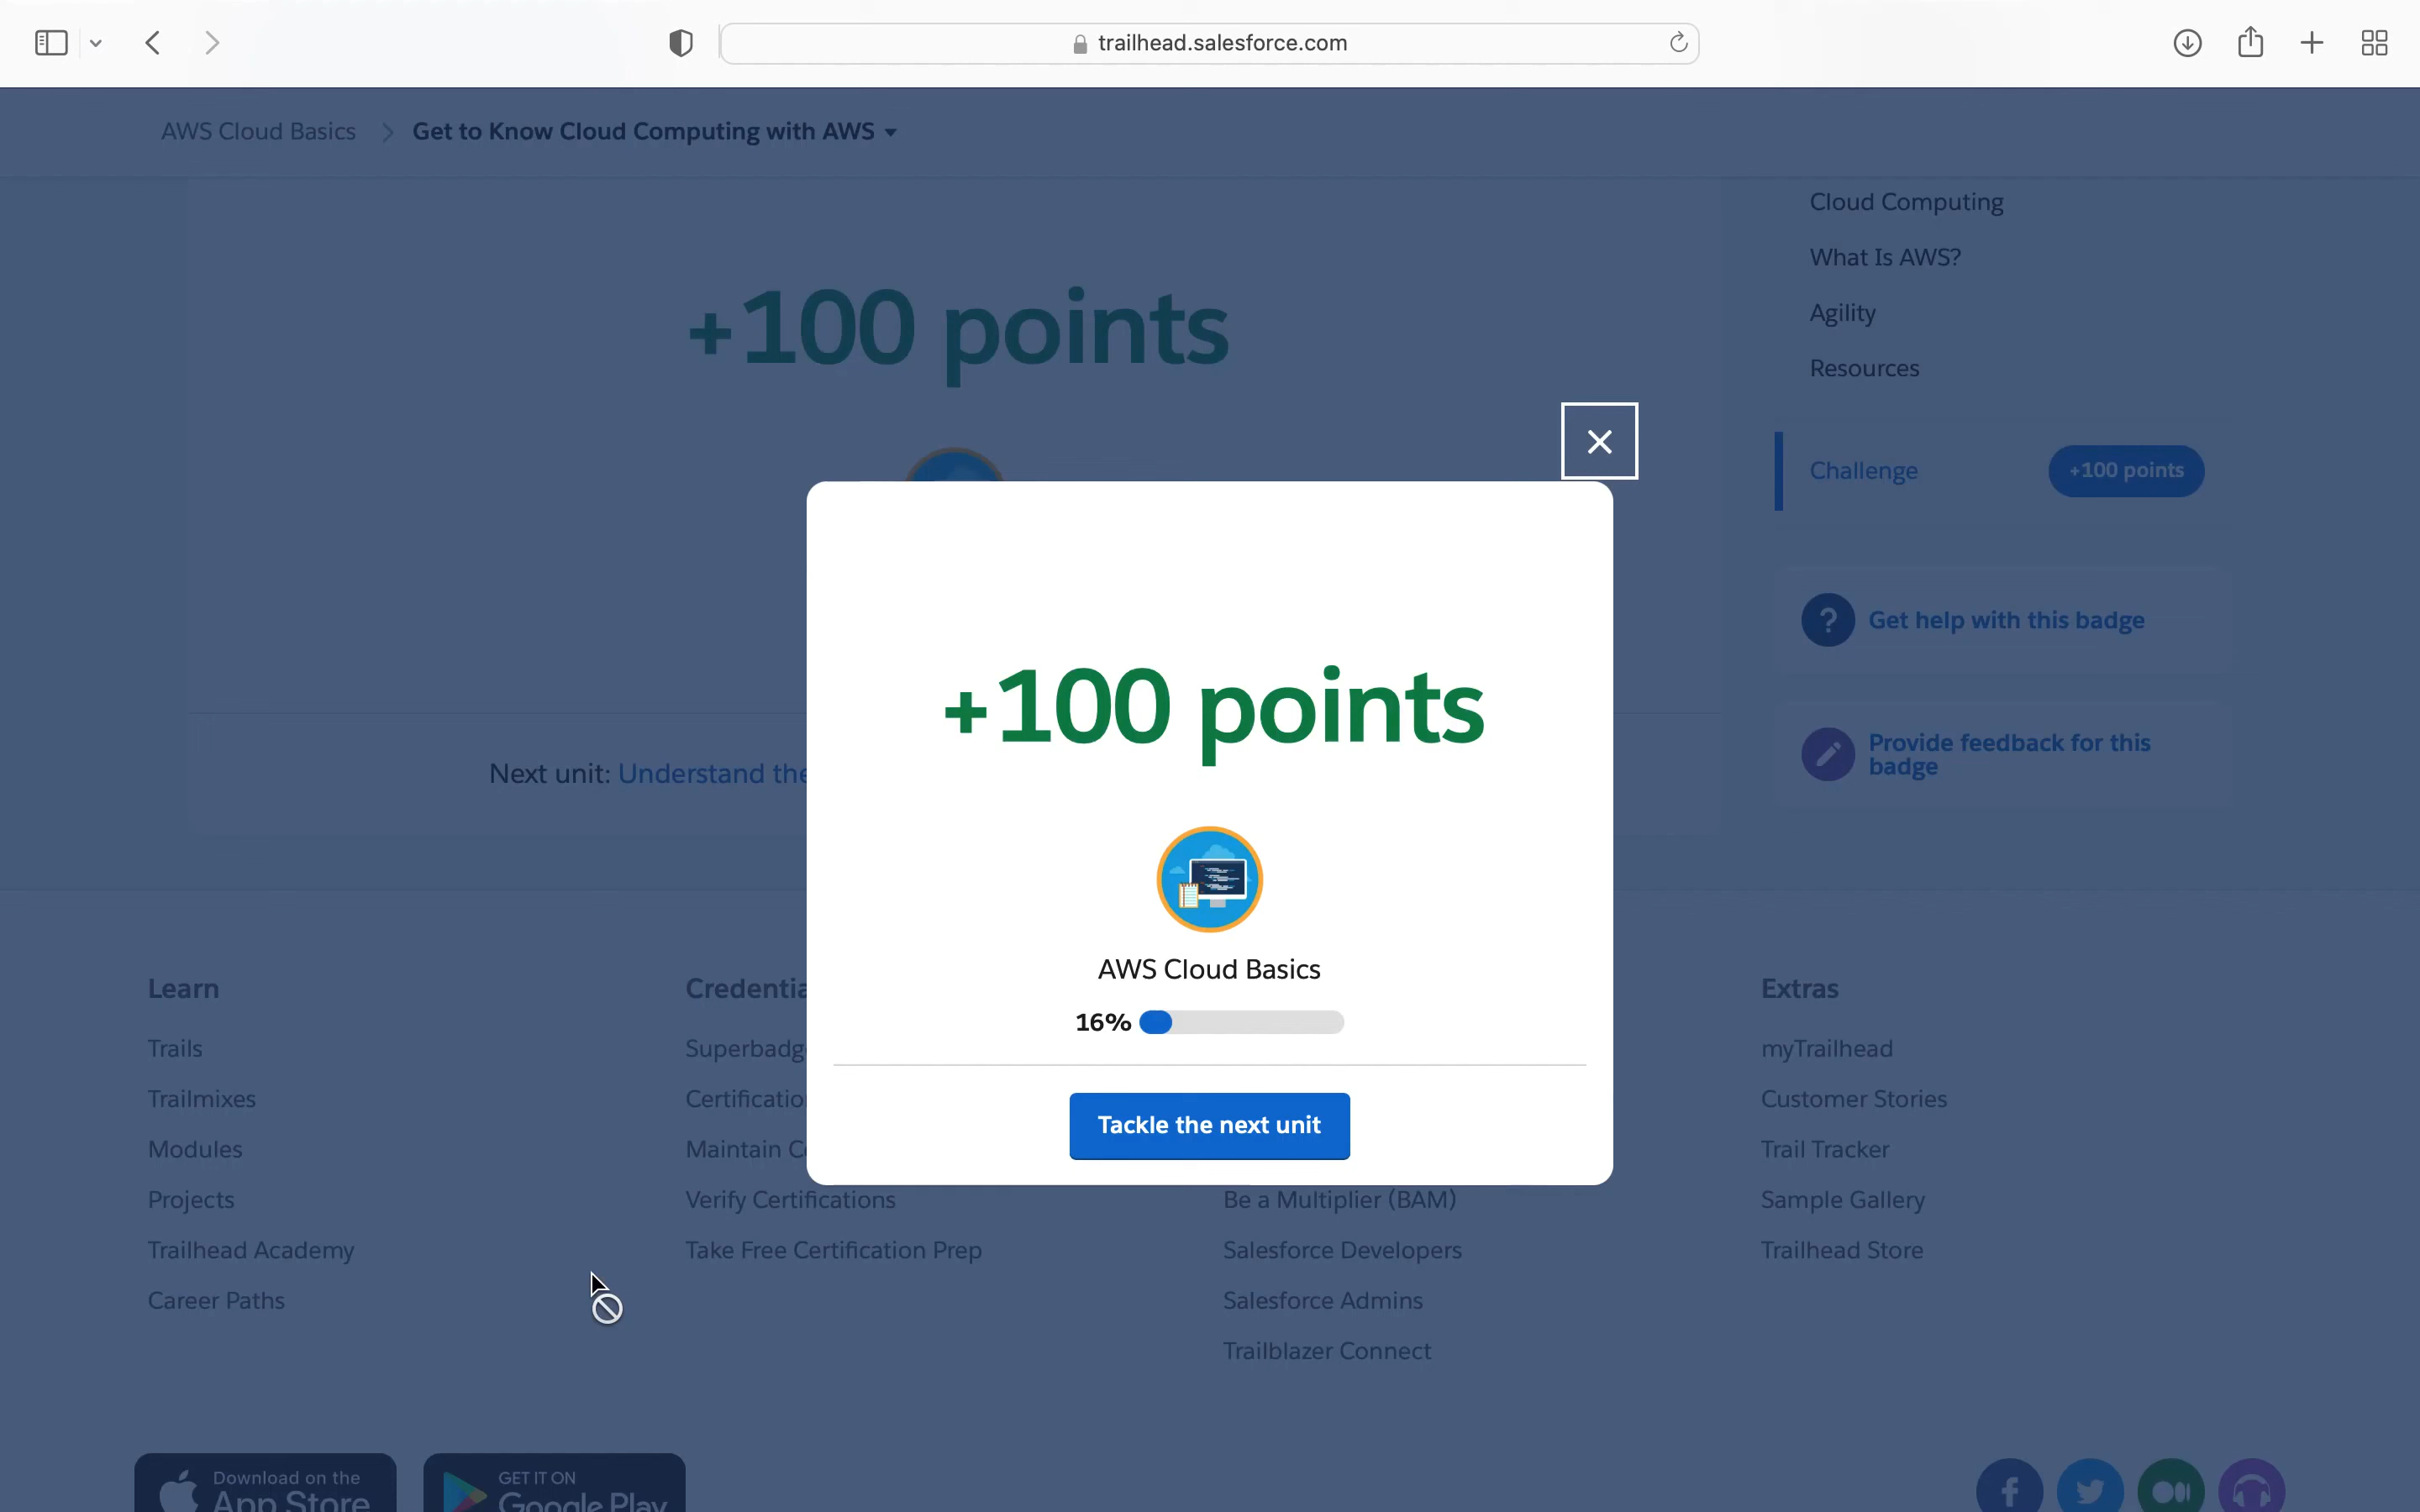 trailhead.salesforce.com
AWS Cloud Basics
Get to Know Cloud Computing with AWS
Cloud Computing
What Is AWS?
+100 points
Agility
Resources
Challenge
+100 points
Get help with this badge
+100 points
Provide feedback for this
badge
Next unit: Understand the
AWS Cloud Basics
16%
Tackle the next unit
Learn
Trails
Trailmixes
Modules
Projects
Trailhead Academy
Career Paths
Credentia
Superbadg
Certificatio
Maintain C
Verify Certifications
Take Free Certification Prep
Be a Multiplier (BAM)
Salesforce Developers
Salesforce Admins
Trailblazer Connect
Extras
myTrailhead
Customer Stories
Trail Tracker
Sample Gallery
Trailhead Store
Download on the
App Store
GET IT ON
Google Play